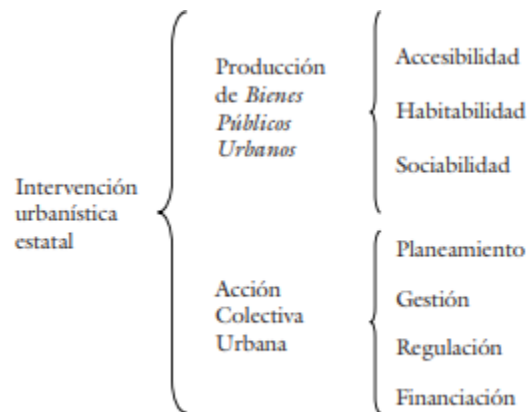 Intervención
urbanística
estatal
Producción
de Bienes
Públicos
Urbanos
Accesibilidad
Habitabilidad
Sociabilidad
Acción
Colectiva
Urbana
Planeamiento
Gestión
Regulación
Financiación